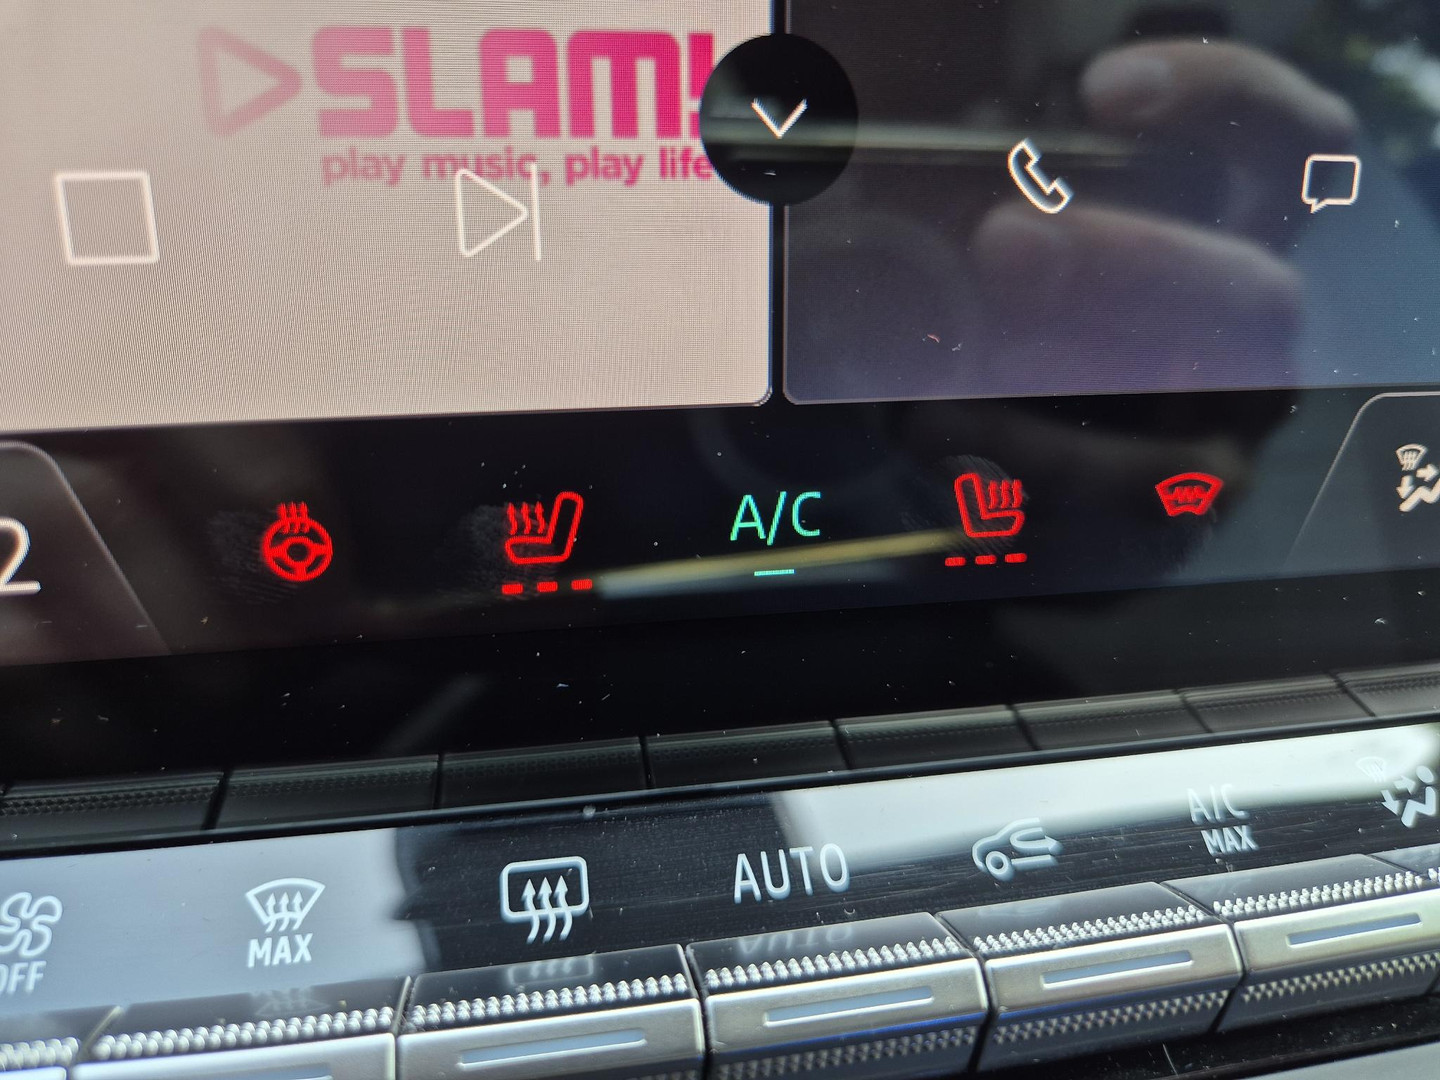 SLAM!
play music, play life
2
A/C
OFF
MAX
AUTO
A/C
MAX